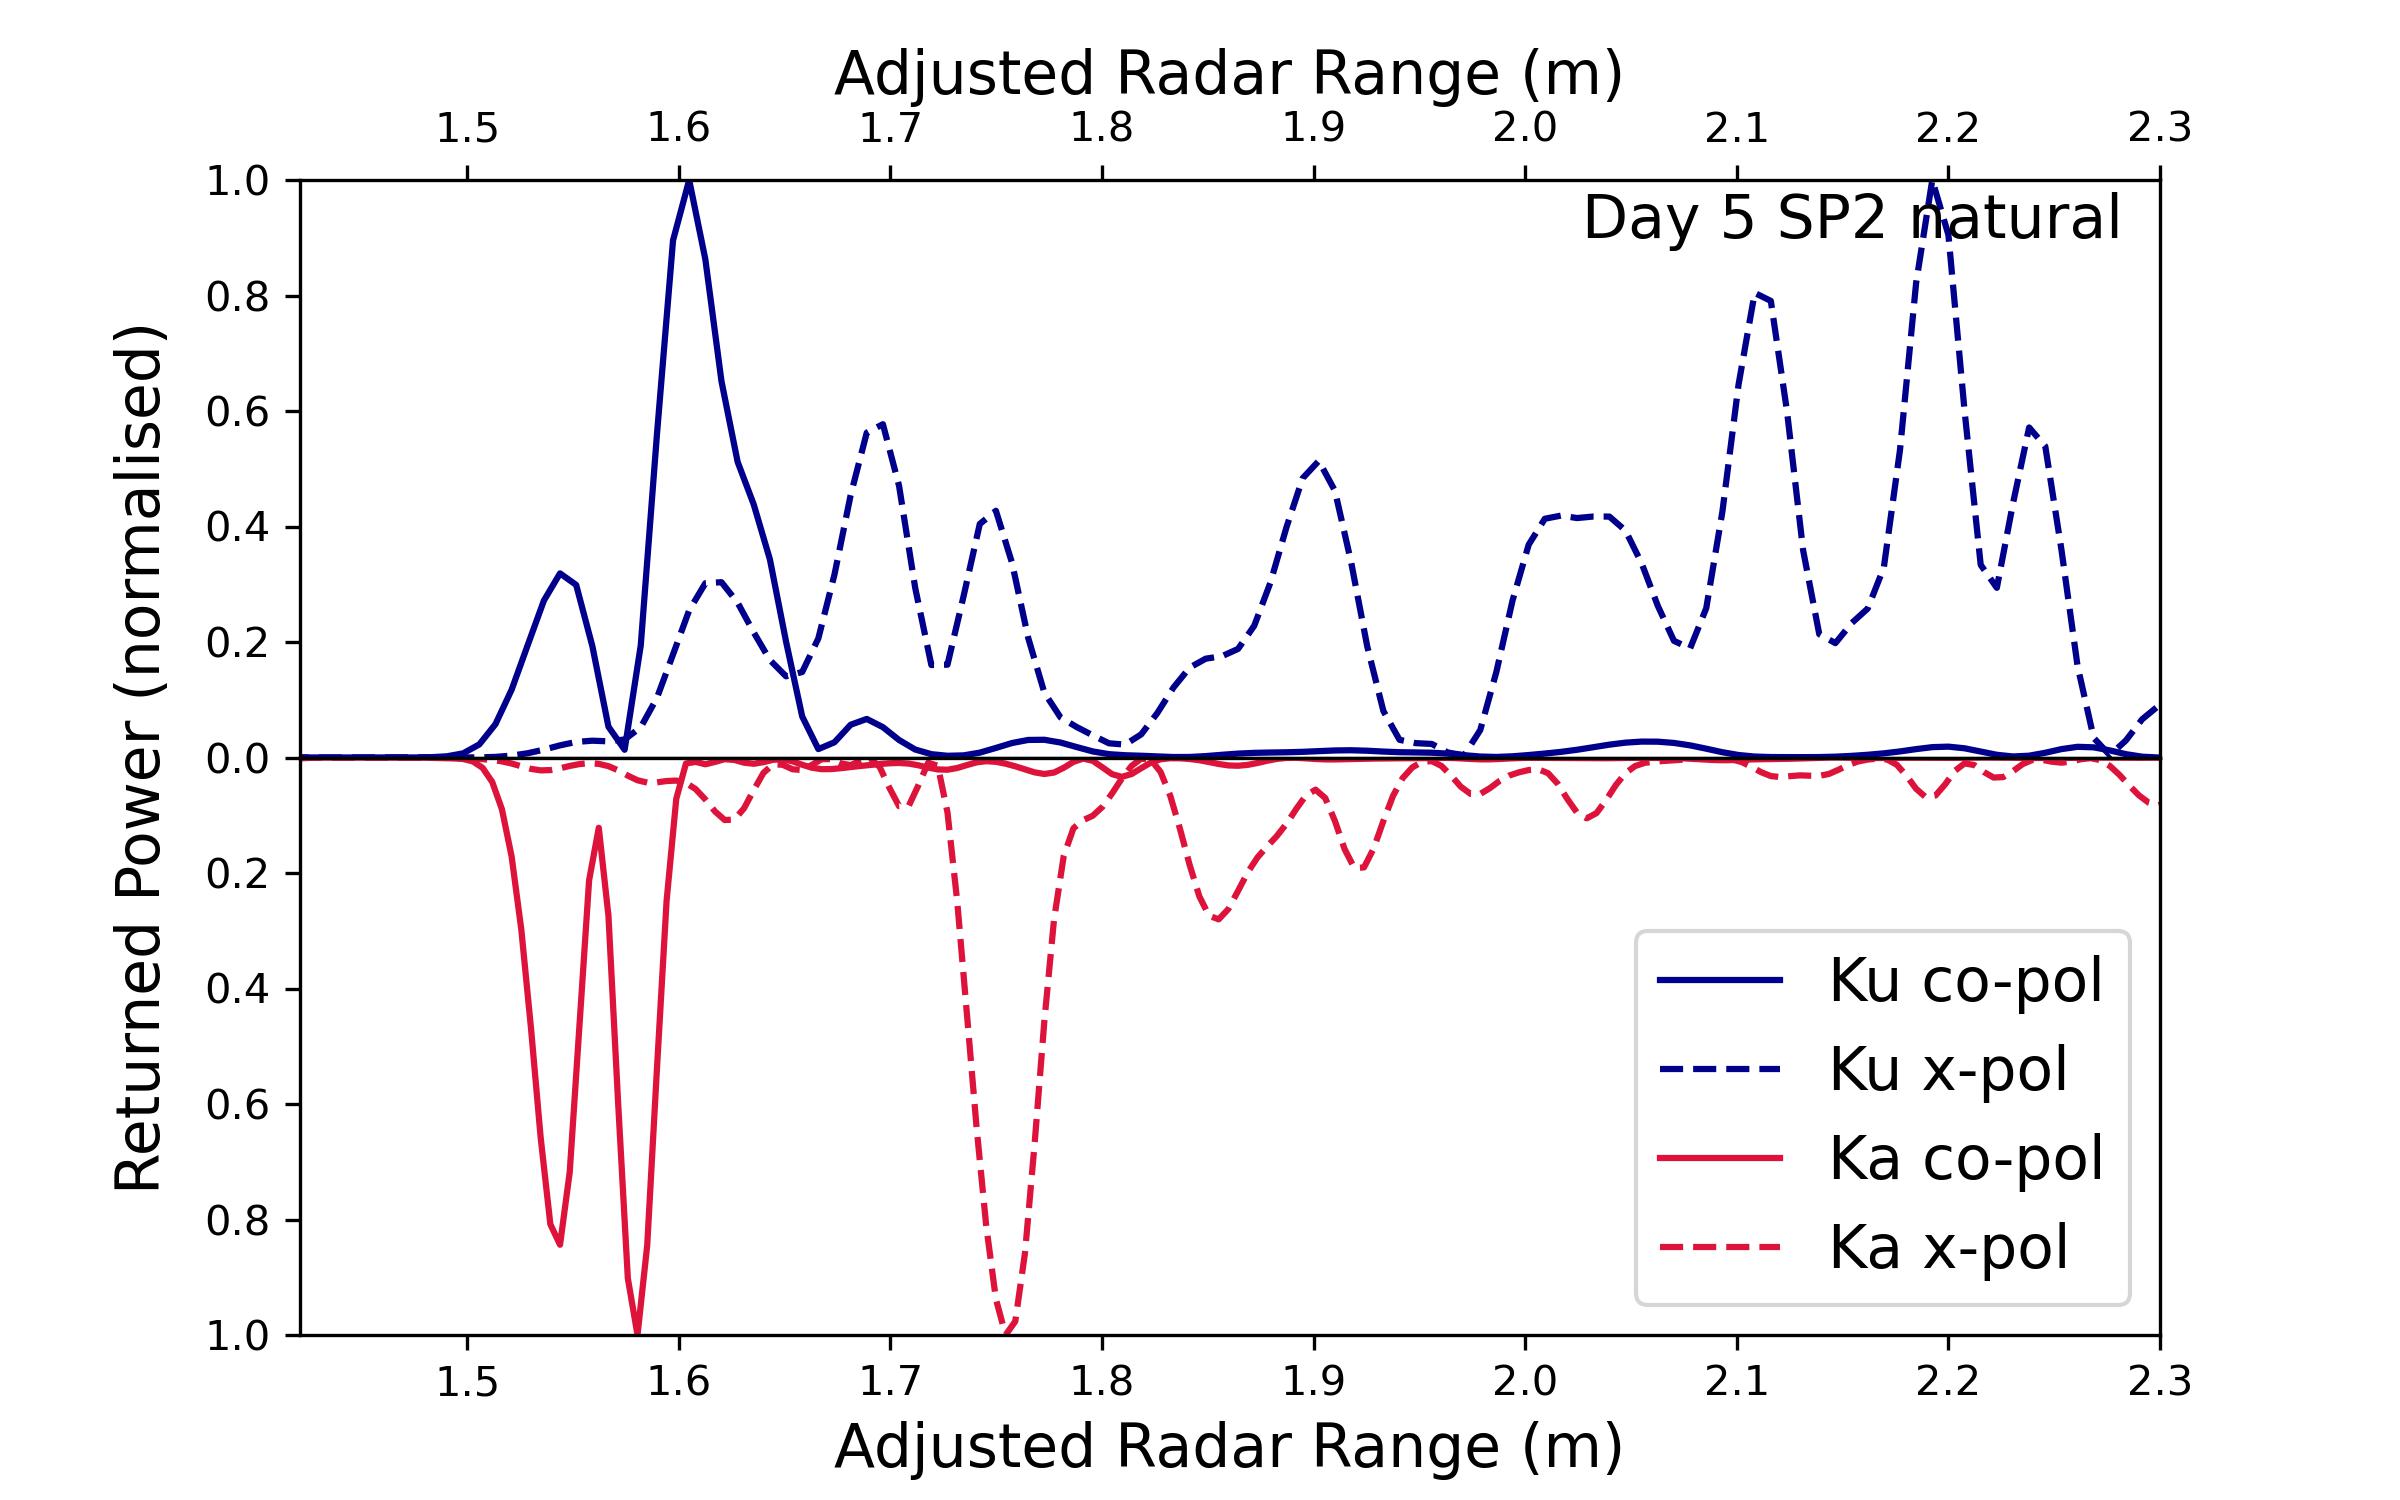 Adjusted Radar Range (m)
1.5 1.6 1.7 1.8 1.9 2.0 2.1 2.2 2.3
Day 5 SP2 natural
Returned Power (normalised)
1.0
0.8
0.6
0.4
0.2
0.0
0.2
0.4
0.6
0.8
1.0
Ku co-pol
Ku x-pol
Ka co-pol
Ka x-pol
1.5 1.6 1.7 1.8 1.9 2.0 2.1 2.2 2.3
Adjusted Radar Range (m)